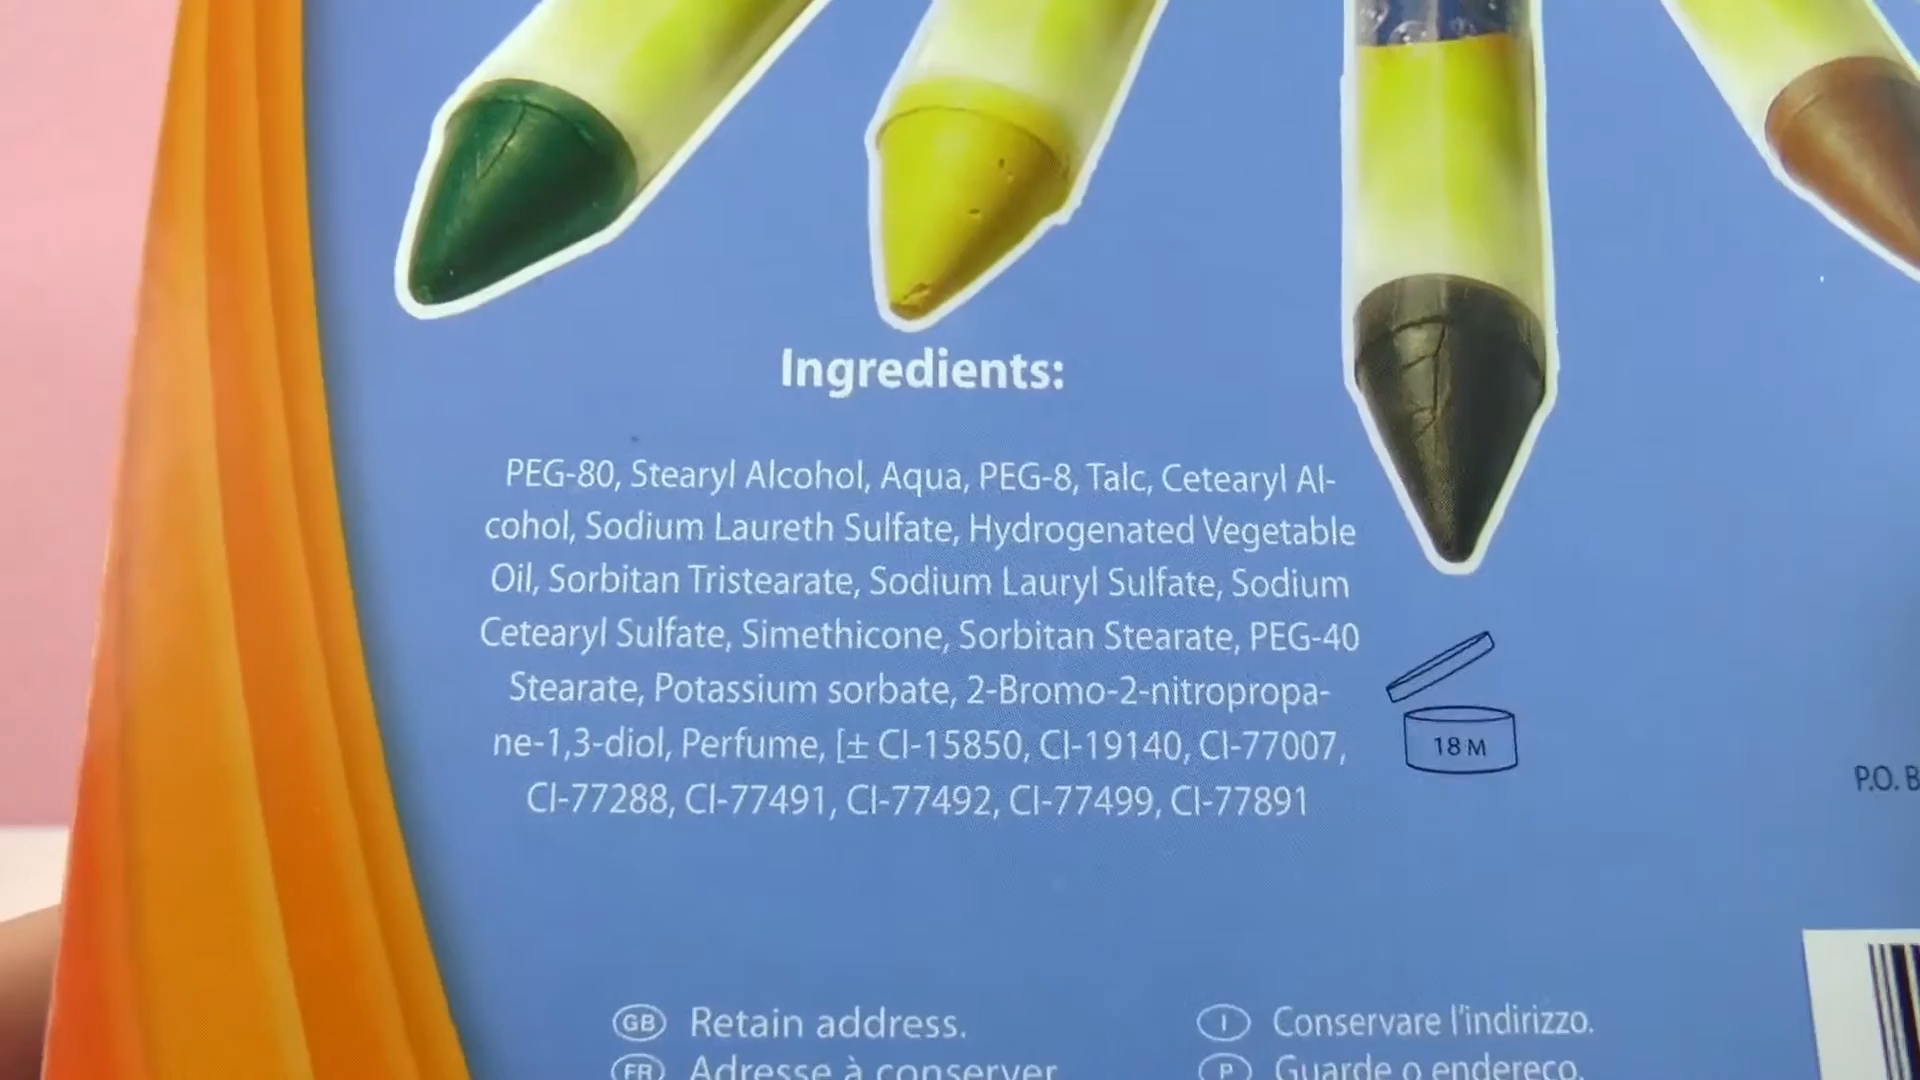 Ingredients:
PEG-80, Stearyl Alcohol, Aqua, PEG-8, Talc, Cetearyl Al-
cohol, Sodium Laureth Sulfate, Hydrogenated Vegetable
Oil, Sorbitan Tristearate, Sodium Lauryl Sulfate, Sodium
Cetearyl Sulfate, Simethicone, Sorbitan Stearate, PEG-40
Stearate, Potassium sorbate, 2-Bromo-2-nitropropa-
ne-1,3-diol, Perfume, [± CI-15850, CI-19140, CI-77007,
CI-77288, CI-77491, CI-77492, CI-77499, CI-77891
18 M
P.O. B
GB Retain address.
FR Adresse à conserver
I Conservare l'indirizzo.
P Guarde o endereço.